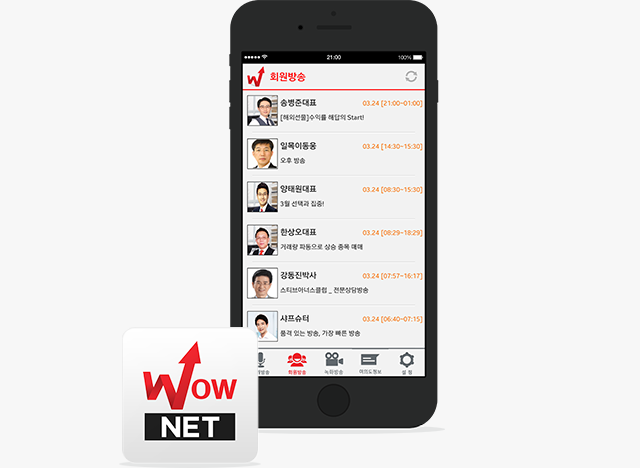 21:00
100%
회원방송
송병준대표 03.24 [21:00~01:00]
[해외선물]수익률 해답의 Start!
일목이동웅 03.24 [14:30~15:30]
오후 방송
양태원대표 03.24 [08:30~15:30]
3월 선택과 집중!
한상오대표 03.24 [08:29~18:29]
거래량 파동으로 상승 종목 매매
강동진박사 03.24 [07:57~16:17]
스티브아너스클럽 _ 전문상담방송
샤프슈터 03.24 [06:40~07:15]
품격 있는 방송, 가장 빠른 방송
회원방송 녹화방송 여의도정보 설 정
WOW
NET